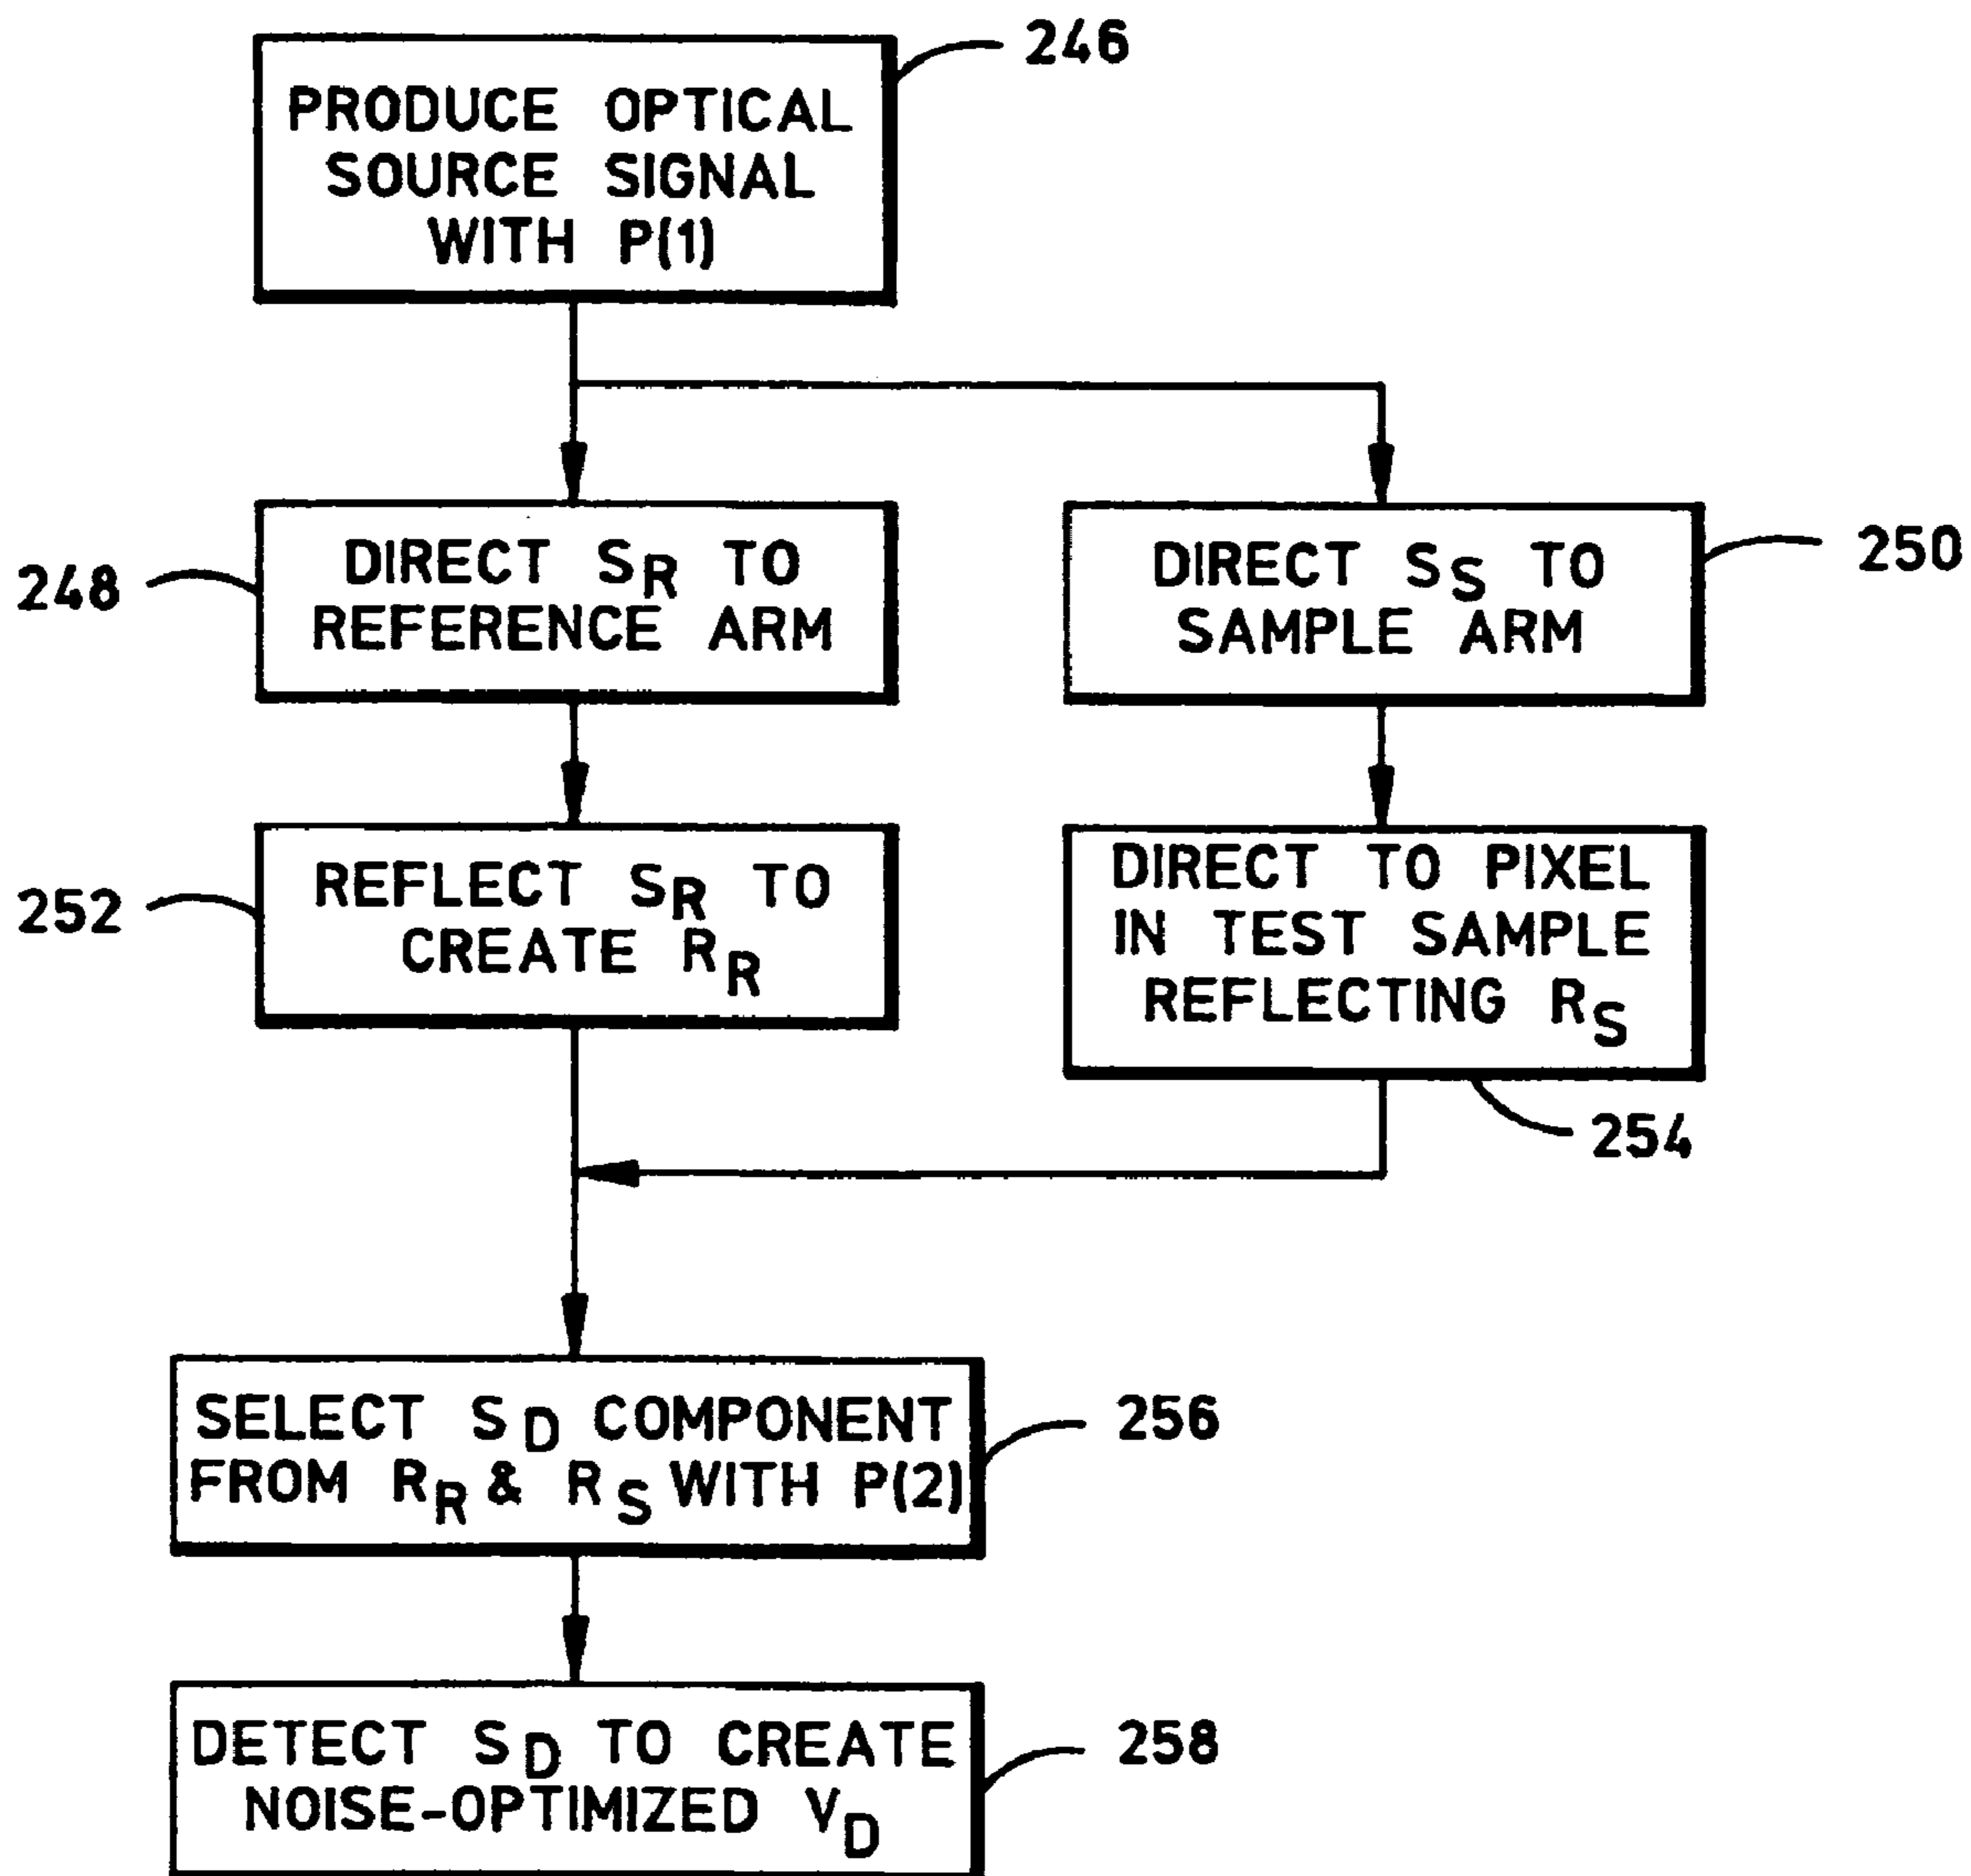 246
PRODUCE OPTICAL
SOURCE SIGNAL
WITH P(1)
248
DIRECT SR TO
REFERENCE ARM
DIRECT SS TO
SAMPLE ARM
250
252
REFLECT SR TO
CREATE RR
DIRECT TO PIXEL
IN TEST SAMPLE
REFLECTING RS
254
SELECT SD COMPONENT
FROM RR & RS WITH P(2)
256
DETECT SD TO CREATE
NOISE-OPTIMIZED VD
258